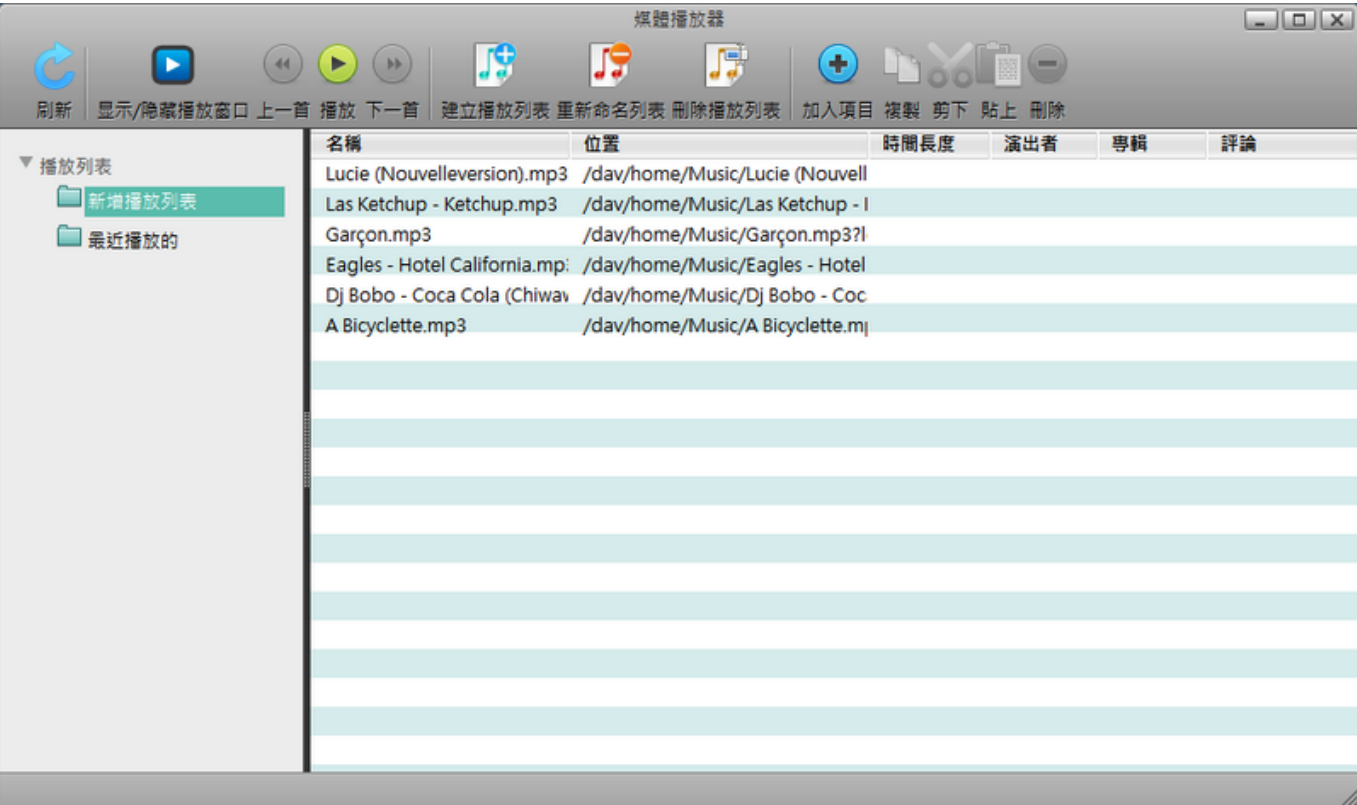 媒體播放器
刷新 显示/隐藏播放窗口 上一首 播放 下一首 建立播放列表 重新命名列表 刪除播放列表 加入項目 複製 剪下 貼上 刪除
播放列表
新增播放列表
最近播放的
名稱 位置 時間長度 演出者 專輯 評論
Lucie (Nouvelleversion).mp3 /dav/home/Music/Lucie (Nouvell
Las Ketchup - Ketchup.mp3 /dav/home/Music/Las Ketchup -
Garçon.mp3 /dav/home/Music/Garçon.mp3?l
Eagles - Hotel California.mp /dav/home/Music/Eagles - Hotel
Dj Bobo - Coca Cola (Chiwa /dav/home/Music/Dj Bobo - Coc
A Bicyclette.mp3 /dav/home/Music/A Bicyclette.m